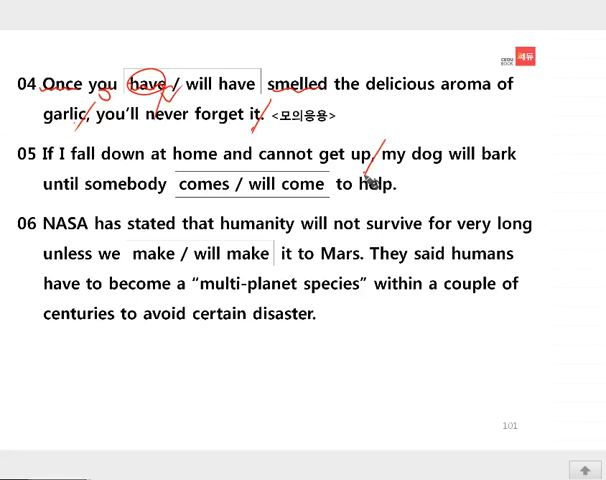 OPEN
BOOK
쎄듀
04 Once you have / will have smelled the delicious aroma of
garlic, you'll never forget it. <모의응용>
05 If I fall down at home and cannot get up, my dog will bark
until somebody comes / will come to help.
06 NASA has stated that humanity will not survive for very long
unless we make / will make it to Mars. They said humans
have to become a “multi-planet species” within a couple of
centuries to avoid certain disaster.
101